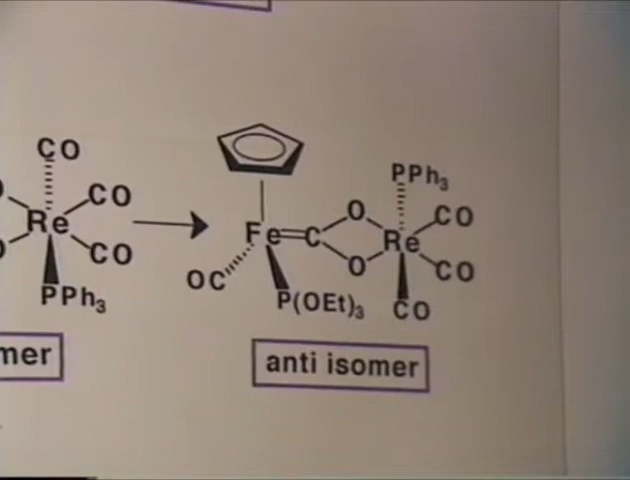 CO
CO
Re
CO
PPh3
mer
Fe=C
O
O
OC
P(OEt)3
PPh3
CO
Re
CO
CO
anti isomer